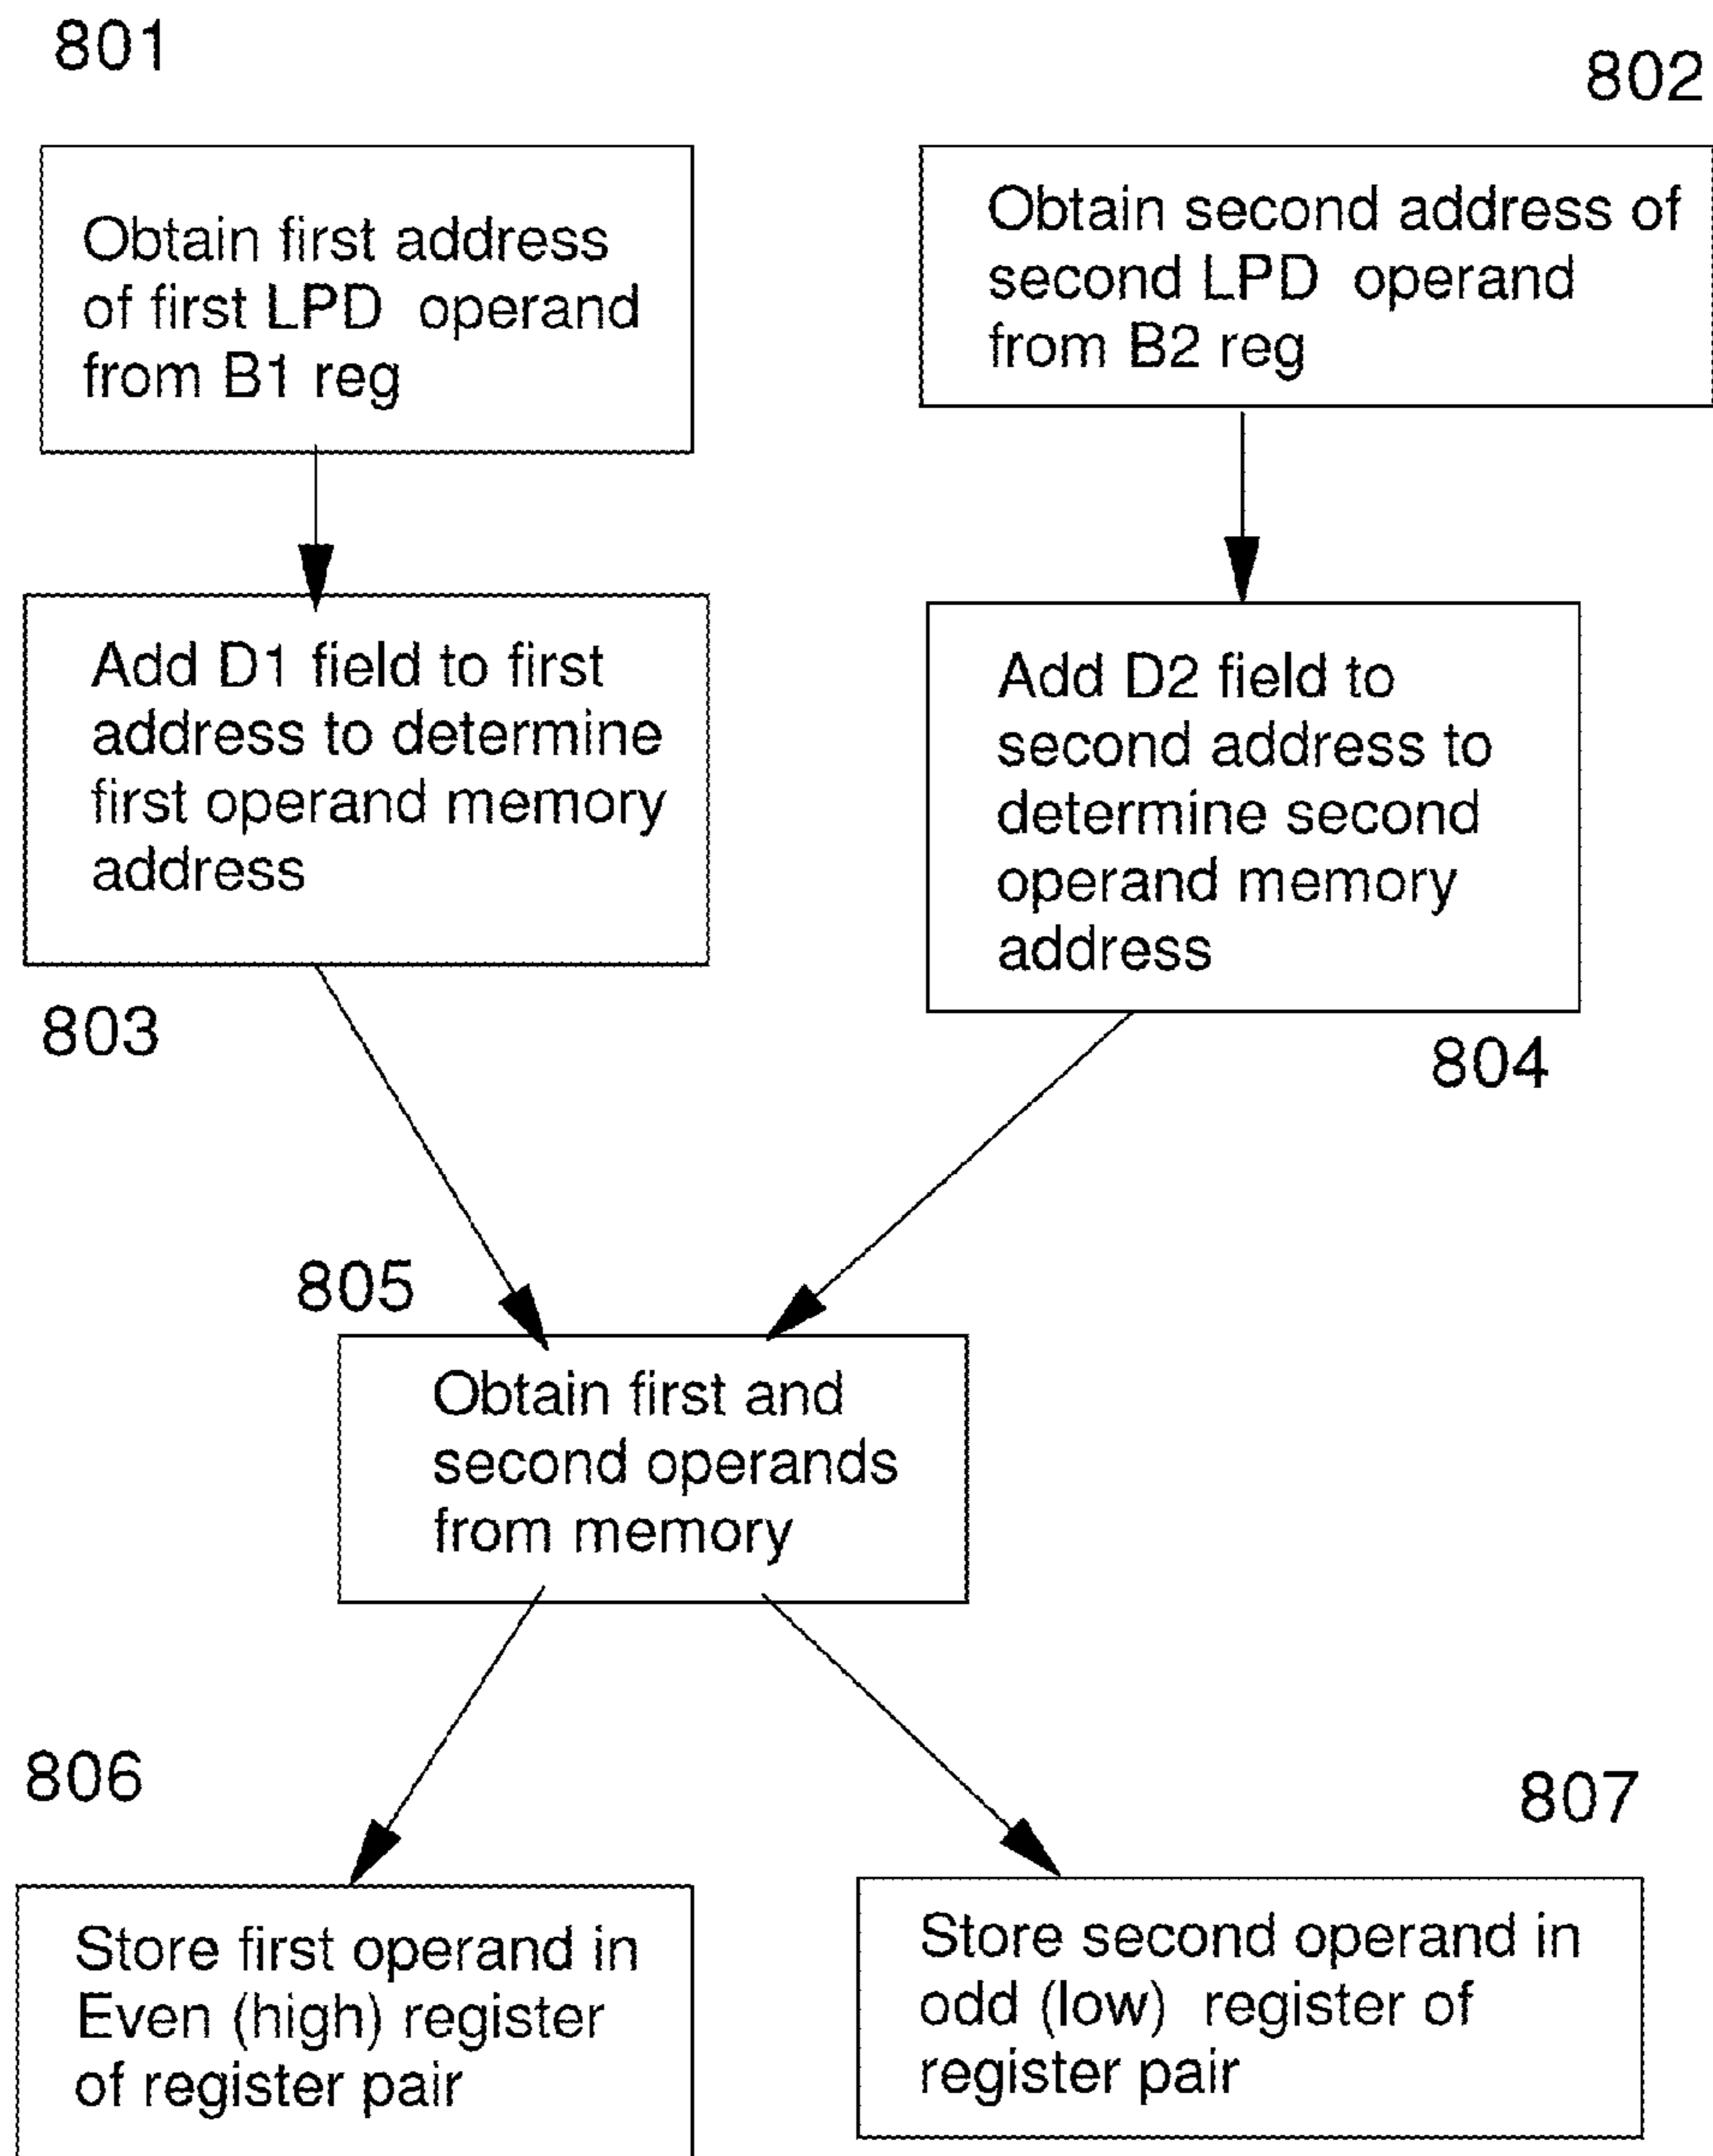 801
802
Obtain first address
of first LPD operand
from B1 reg
Obtain second address of
second LPD operand
from B2 reg
Add D1 field to first
address to determine
first operand memory
address
Add D2 field to
second address to
determine second
operand memory
address
803
804
805
Obtain first and
second operands
from memory
806
807
Store first operand in
Even (high) register
of register pair
Store second operand in
odd (low) register of
register pair